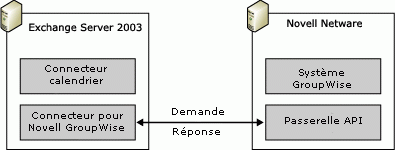 Exchange Server 2003
Connecteur
calendrier
Connecteur pour
Novell GroupWise
Demande
Réponse
Novell Netware
Système
GroupWise
Passerelle API